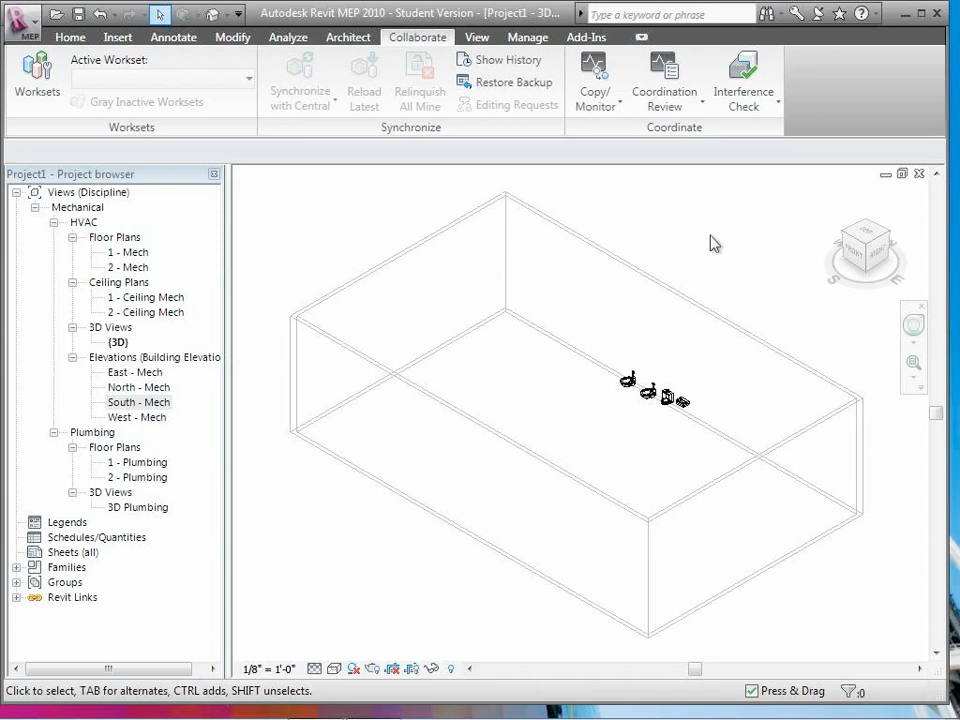 Autodesk Revit MEP 2010 - Student Version - [Project1 - 3D...
Type a keyword or phrase
MEP
Home Insert Annotate Modify Analyze Architect Collaborate View Manage Add-Ins
Worksets
Active Workset:
Gray Inactive Worksets
Worksets
Synchronize with Central
Reload Latest
Relinquish All Mine
Show History
Restore Backup
Editing Requests
Synchronize
Copy/ Monitor
Coordination Review
Interference Check
Coordinate
Project1 - Project browser
Views (Discipline)
Mechanical
HVAC
Floor Plans
1 - Mech
2 - Mech
Ceiling Plans
1 - Ceiling Mech
2 - Ceiling Mech
3D Views
{3D}
Elevations (Building Elevatio
East - Mech
North - Mech
South - Mech
West - Mech
Plumbing
Floor Plans
1 - Plumbing
2 - Plumbing
3D Views
3D Plumbing
Legends
Schedules/Quantities
Sheets (all)
Families
Groups
Revit Links
TOP
FRONT
RIGHT
S
E
1/8" = 1'-0"
Click to select, TAB for alternates, CTRL adds, SHIFT unselects.
Press & Drag
:0